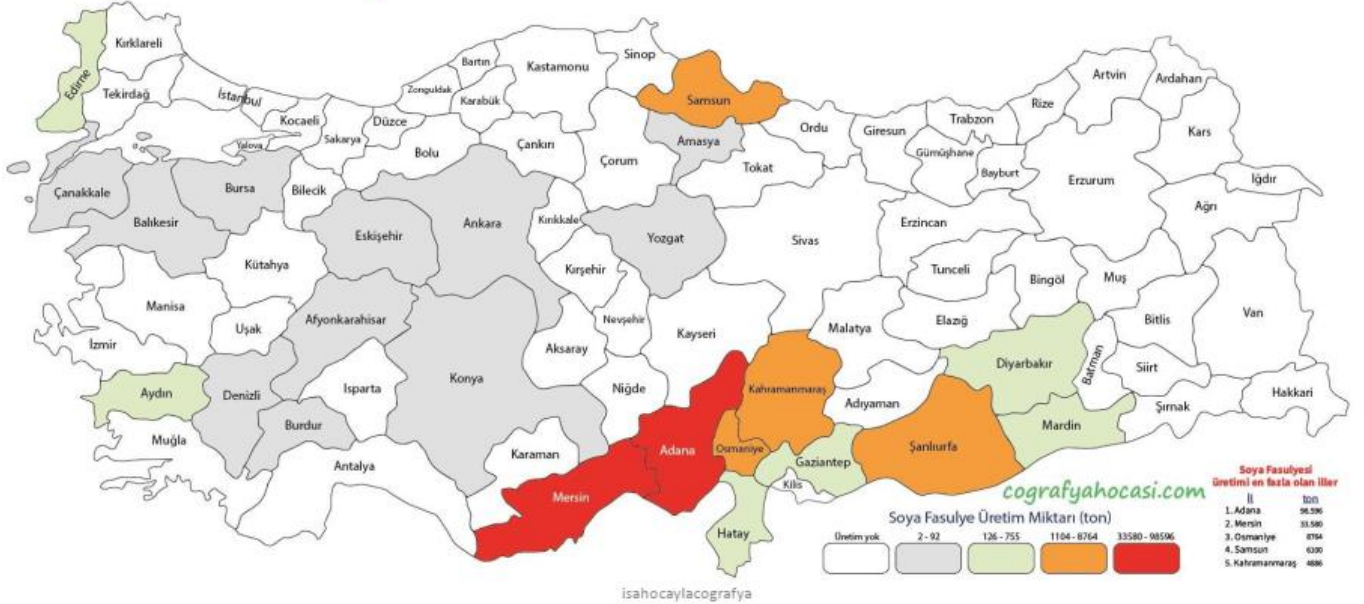 Kırklareli
Edirne
Tekirdağ
İstanbul
Kocaeli
Yalova
Sakarya
Düzce
Zonguldak
Bartın
Karabük
Kastamonu
Sinop
Samsun
Bolu
Çankırı
Çorum
Amasya
Tokat
Ordu
Giresun
Gümüşhane
Trabzon
Bayburt
Rize
Artvin
Ardahan
Kars
Iğdır
Ağrı
Erzurum
Erzincan
Çanakkale
Balıkesir
Bursa
Bilecik
Eskişehir
Ankara
Kırıkkale
Yozgat
Sivas
Kütahya
Kırşehir
Tunceli
Bingöl
Muş
Manisa
Uşak
Afyonkarahisar
Nevşehir
Kayseri
Malatya
Elazığ
Bitlis
Van
İzmir
Aksaray
Konya
Niğde
Diyarbakır
Batman
Siirt
Hakkari
Şırnak
Aydın
Denizli
Isparta
Burdur
Muğla
Antalya
Karaman
Mersin
Adana
Kahramanmaraş
Osmaniye
Adıyaman
Gaziantep
Kilis
Şanlıurfa
Mardin
Hatay
cografyahocasi.com
Soya Fasulye Üretim Miktarı (ton)
Üretim yok 2 - 92 126 - 755 1104 - 8764 33580 - 98596
Soya Fasulyesi
üretimi en fazla olan iller
İl ton
1. Adana 98.596
2. Mersin 33.580
3. Osmaniye 8764
4. Samsun 6300
5. Kahramanmaraş 4886
isahocaylacografya